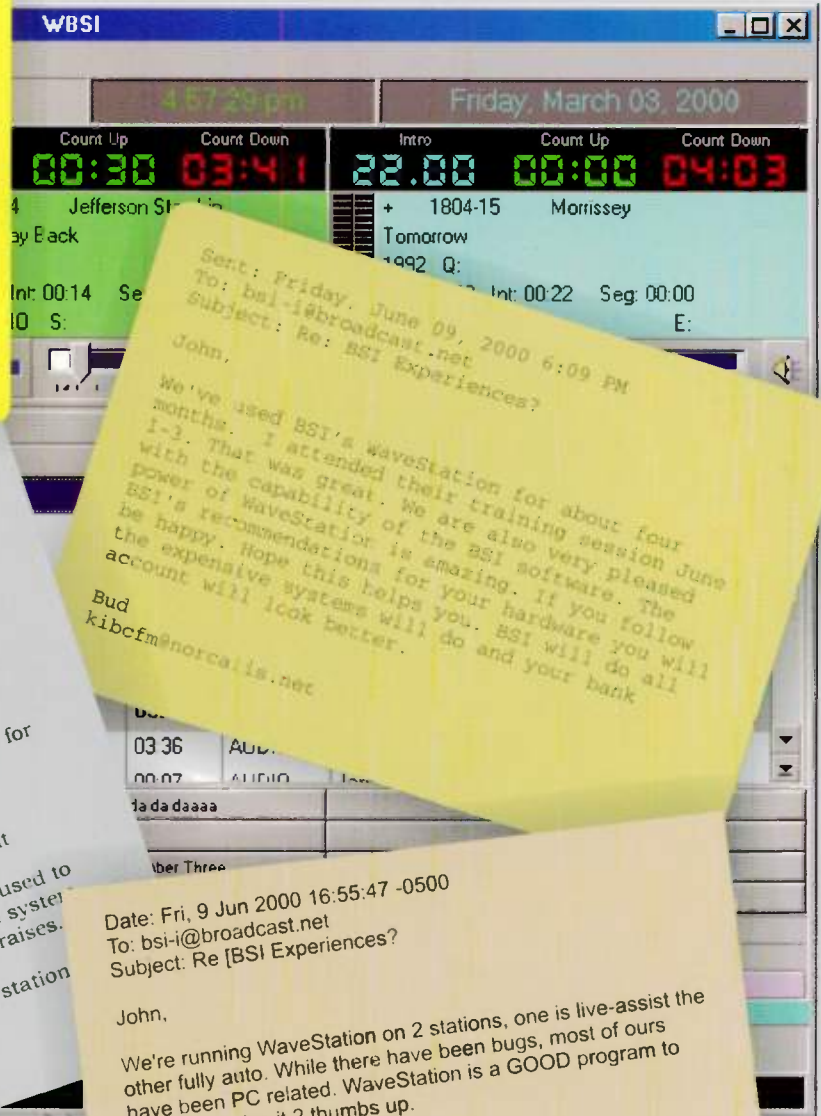 WBSI
4:57:29 pm
Friday, March 03, 2000
Count Up Count Down Intro Count Up Count Down
00:30 03:41 22.00 00:00 04:03
4 Jefferson
+ 1804-15 Morrissey
ay Back
Tomorrow
1992 Q:
Int: 00:14
Int: 00:22 Seg: 00:00
S:
E:
Sent: Friday, June 09, 2000 6:09 PM
To: bsi-i@broadcast.net
Subject: Re: BSI Experiences?
John,
We've used BSI's WaveStation for about four
months. I attended their training session June
1-3. That was great. We are also very pleased
with the capability of the BSI software. The
power of WaveStation is amazing. If you follow
BSI's recommendations for your hardware you will
be happy. Hope this helps you. BSI will do all
the expensive systems will do and your bank
account will look better.
Bud
kibcfm@norcalis.net
for
used to
raises.
station
03:36
00:07 AUDIO
da da daaaa
ber Three
Date: Fri, 9 Jun 2000 16:55:47 -0500
To: bsi-i@broadcast.net
Subject: Re [BSI Experiences?
John,
We're running WaveStation on 2 stations, one is live-assist the
other fully auto. While there have been bugs, most of ours
have been PC related. WaveStation is a GOOD program to
it 2 thumbs up.